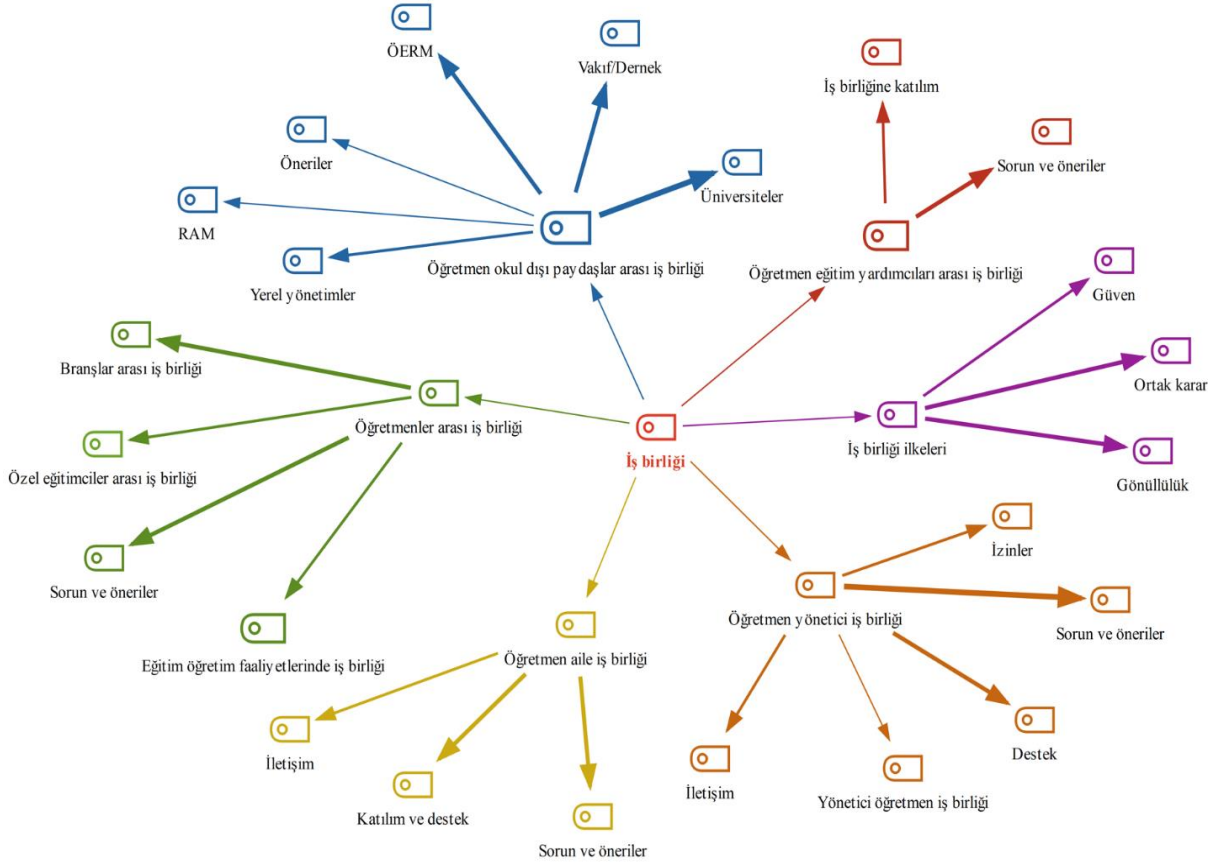 ÖERM
Vakıf/Dernek
İş birliğine katılım
Öneriler
Sorun ve öneriler
Üniversiteler
RAM
Öğretmen okul dışı paydaşlar arası iş birliği
Öğretmen eğitim yardımcıları arası iş birliği
Yerel yönetimler
Güven
Branşlar arası iş birliği
Ortak karar
Öğretmenler arası iş birliği
İş birliği
İş birliği ilkeleri
Özel eğitimciler arası iş birliği
Gönüllülük
İzinler
Sorun ve öneriler
Öğretmen yönetici iş birliği
Sorun ve öneriler
Eğitim öğretim faaliyetlerinde iş birliği
Öğretmen aile iş birliği
İletişim
Destek
İletişim
Yönetici öğretmen iş birliği
Katılım ve destek
Sorun ve öneriler